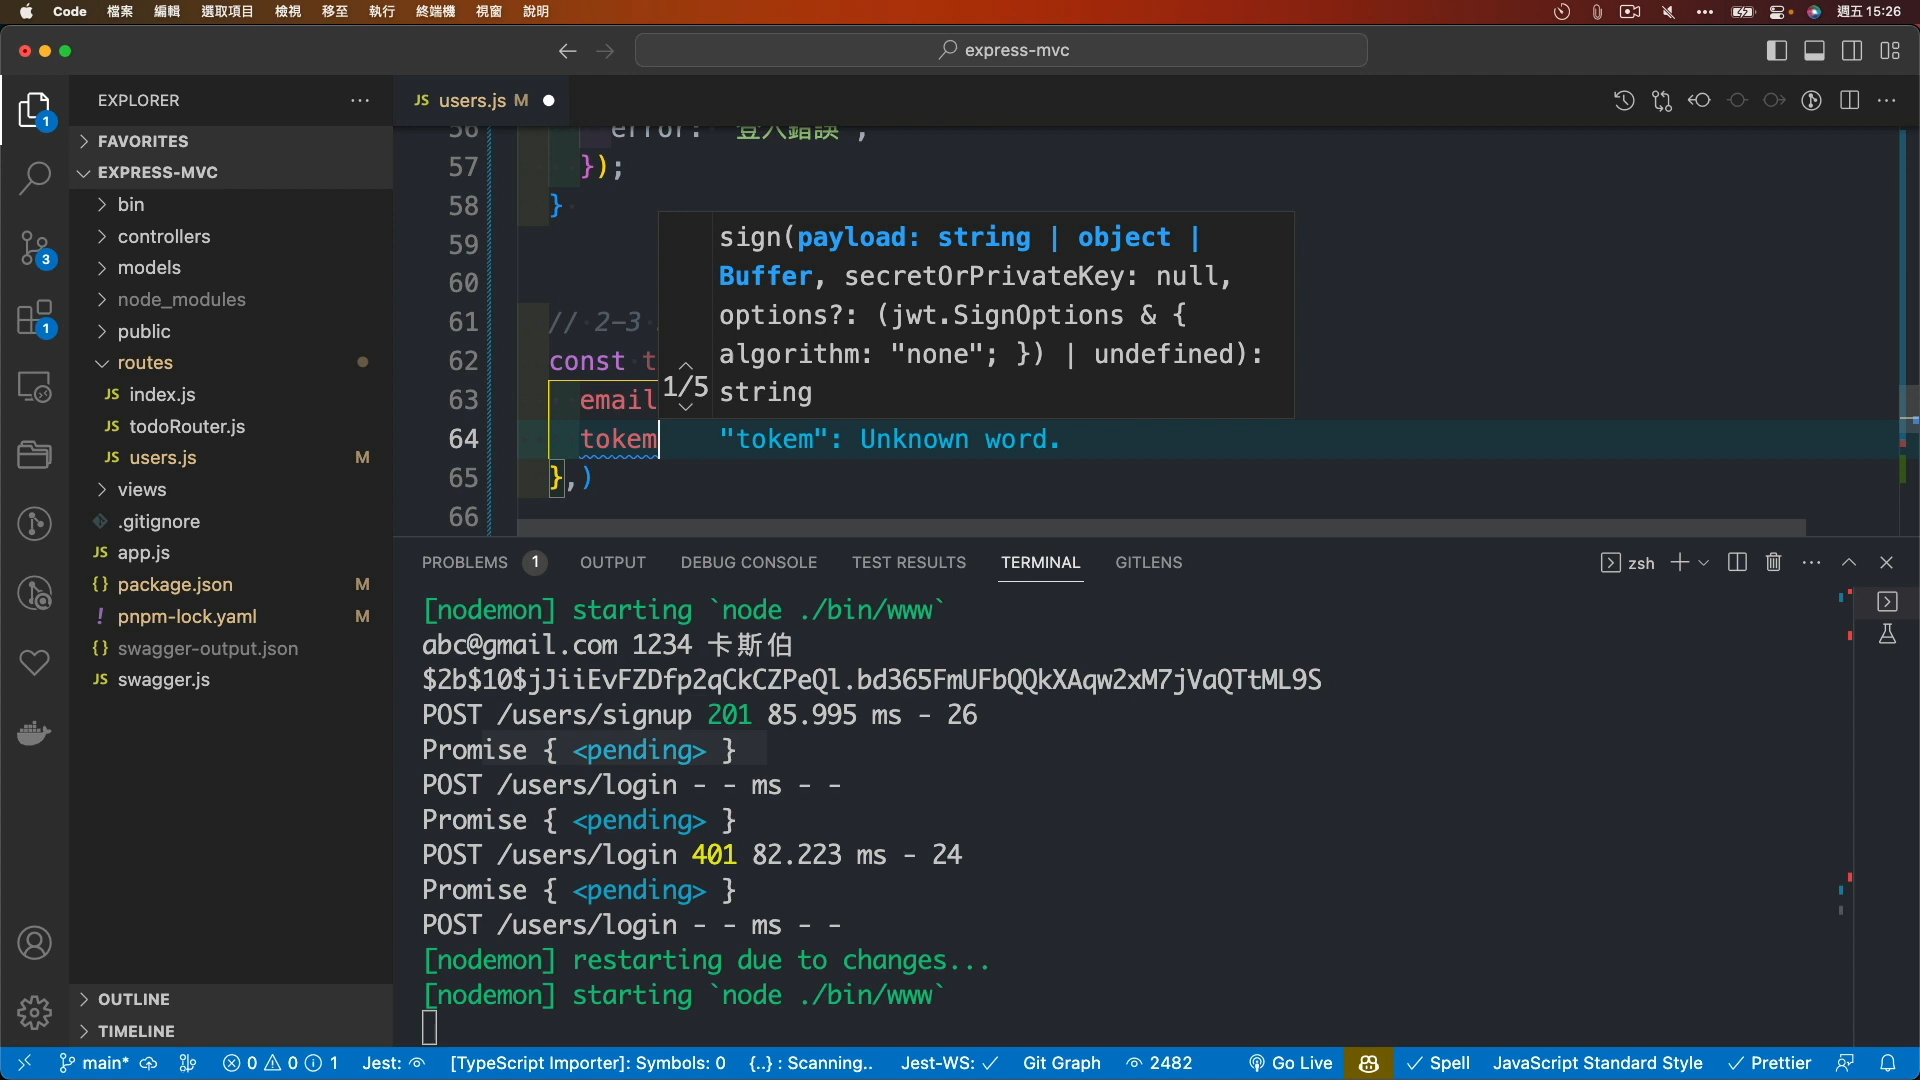 Code 檔案 編輯 選取項目 檢視 移至 執行 終端機 視窗 說明 週五 15:26
express-mvc
EXPLORER
JS users.js M
FAVORITES
EXPRESS-MVC
bin
controllers
models
node_modules
public
routes
JS index.js
JS todoRouter.js
JS users.js M
views
.gitignore
JS app.js
{} package.json M
! pnpm-lock.yaml M
{} swagger-output.json
JS swagger.js
OUTLINE
TIMELINE
1
3
1
56 error: 登入錯誤 ,
57 });
58 }
59
60
61 // 2-3
62 const t
63 email
64 tokem "tokem": Unknown word.
65 },)
66
1/5
sign(payload: string | object |
Buffer, secretOrPrivateKey: null,
options?: (jwt.SignOptions & {
algorithm: "none"; }) | undefined):
string
PROBLEMS 1 OUTPUT DEBUG CONSOLE TEST RESULTS TERMINAL GITLENS zsh
[nodemon] starting `node ./bin/www`
abc@gmail.com 1234 卡斯伯
$2b$10$jJiiEvFZDfp2qCkCZPeQl.bd365FmUFbQQkXAqw2xM7jVaQTtML9S
POST /users/signup 201 85.995 ms - 26
Promise { <pending> }
POST /users/login - - ms - -
Promise { <pending> }
POST /users/login 401 82.223 ms - 24
Promise { <pending> }
POST /users/login - - ms - -
[nodemon] restarting due to changes...
[nodemon] starting `node ./bin/www`
main* 0 0 1 Jest: [TypeScript Importer]: Symbols: 0 {..} : Scanning.. Jest-WS: Git Graph 2482 Go Live Spell JavaScript Standard Style Prettier